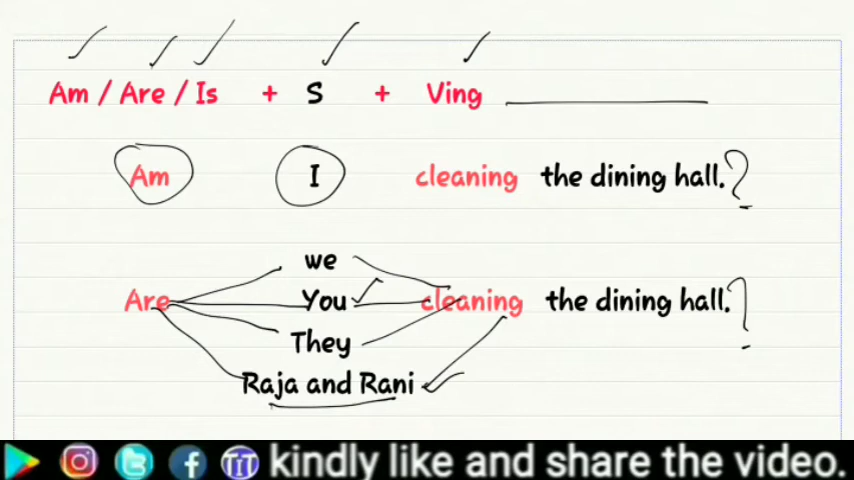 Am / Are / Is + S + Ving
Am I cleaning the dining hall.?
we
Are You cleaning the dining hall.?
They
Raja and Rani
kindly like and share the video.